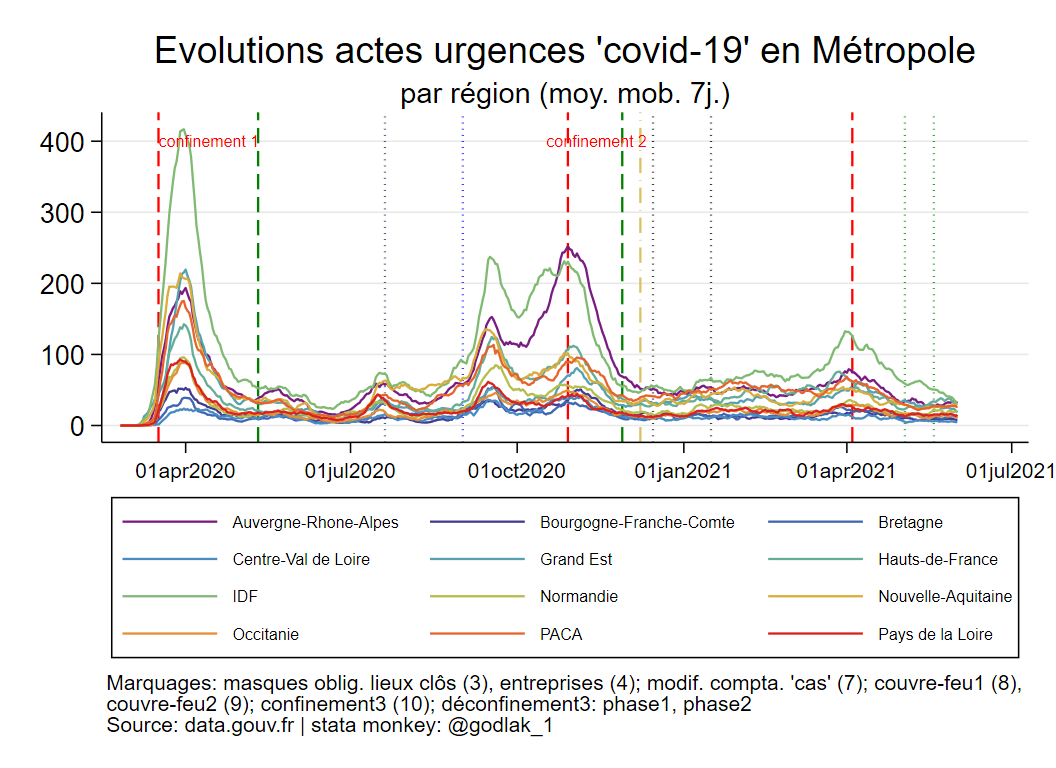 Evolutions actes urgences 'covid-19' en Métropole
par région (moy. mob. 7j.)
confinement 1
confinement 2
400
300
200
100
0
01apr2020 01jul2020 01oct2020 01jan2021 01apr2021 01jul2021
Auvergne-Rhone-Alpes Bourgogne-Franche-Comte Bretagne
Centre-Val de Loire Grand Est Hauts-de-France
IDF Normandie Nouvelle-Aquitaine
Occitanie PACA Pays de la Loire
Marquages: masques oblig. lieux clôs (3), entreprises (4); modif. compta. 'cas' (7); couvre-feu1 (8),
couvre-feu2 (9); confinement3 (10); déconfinement3: phase1, phase2
Source: data.gouv.fr | stata monkey: @godlak_1